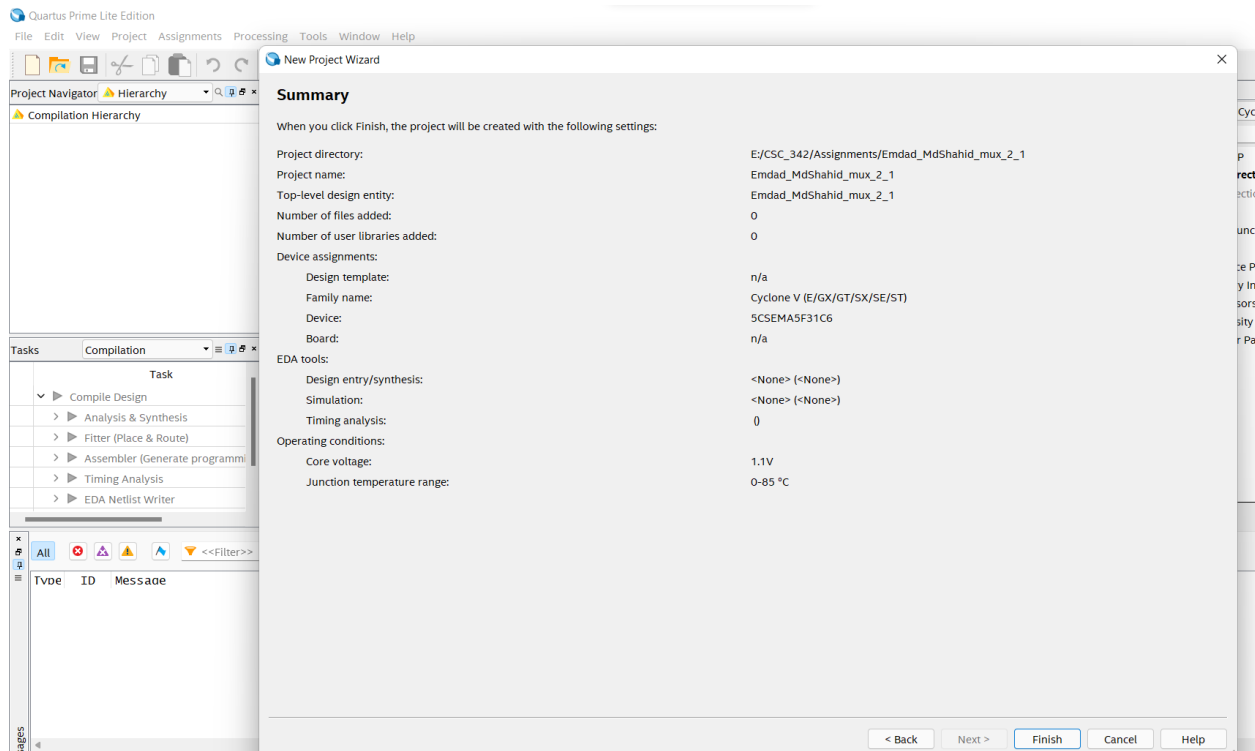 Quartus Prime Lite Edition
File Edit View Project Assignments Processing Tools Window Help
New Project Wizard
Project Navigator Hierarchy
Compilation Hierarchy
Summary
When you click Finish, the project will be created with the following settings:
Project directory: E:/CSC_342/Assignments/Emdad_MdShahid_mux_2_1
Project name: Emdad_MdShahid_mux_2_1
Top-level design entity: Emdad_MdShahid_mux_2_1
Number of files added: 0
Number of user libraries added: 0
Device assignments:
Design template: n/a
Family name: Cyclone V (E/GX/GT/SX/SE/ST)
Device: 5CSEMA5F31C6
Board: n/a
EDA tools:
Design entry/synthesis: <None> (<None>)
Simulation: <None> (<None>)
Timing analysis: ()
Operating conditions:
Core voltage: 1.1V
Junction temperature range: 0-85 ºC
Tasks Compilation
Task
Compile Design
Analysis & Synthesis
Fitter (Place & Route)
Assembler (Generate programmi
Timing Analysis
EDA Netlist Writer
All <<Filter>>
Type ID Message
< Back Next > Finish Cancel Help